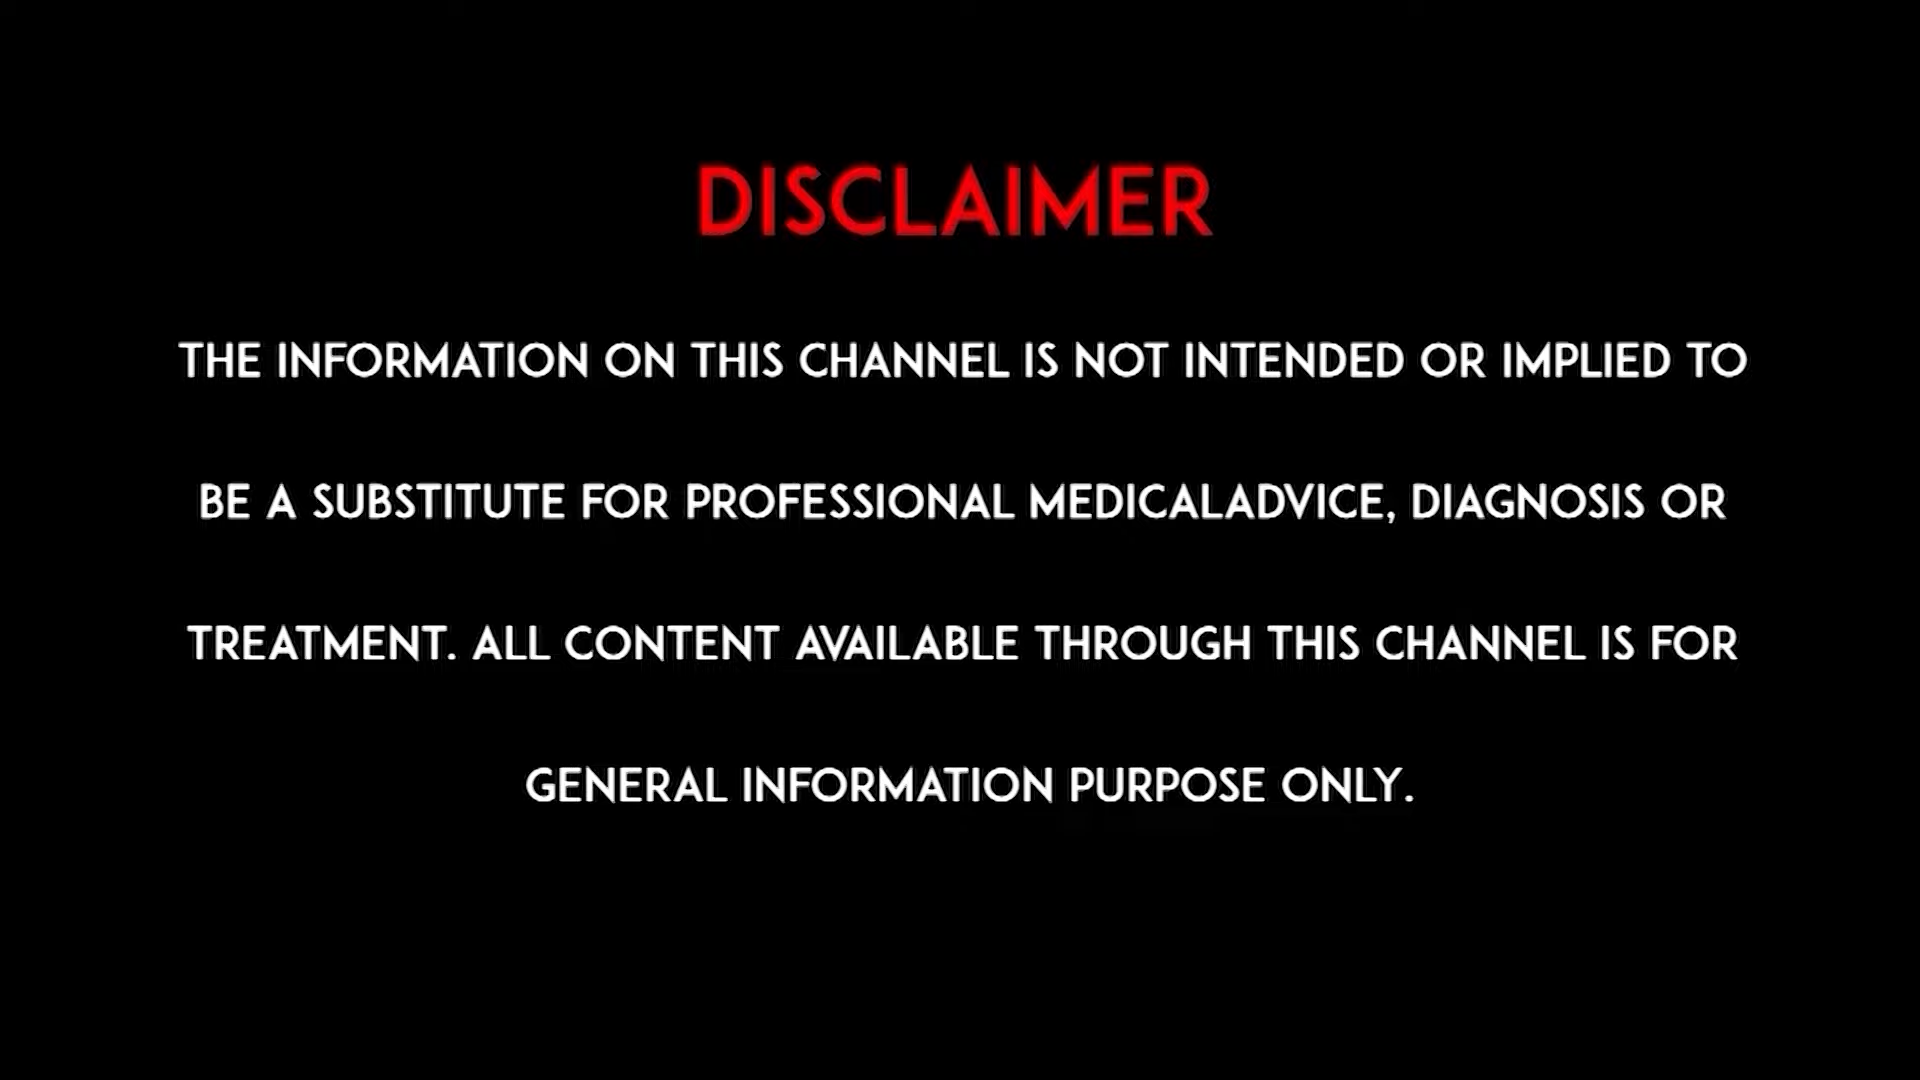 DISCLAIMER
THE INFORMATION ON THIS CHANNEL IS NOT INTENDED OR IMPLIED TO
BE A SUBSTITUTE FOR PROFESSIONAL MEDICALADVICE, DIAGNOSIS OR
TREATMENT. ALL CONTENT AVAILABLE THROUGH THIS CHANNEL IS FOR
GENERAL INFORMATION PURPOSE ONLY.